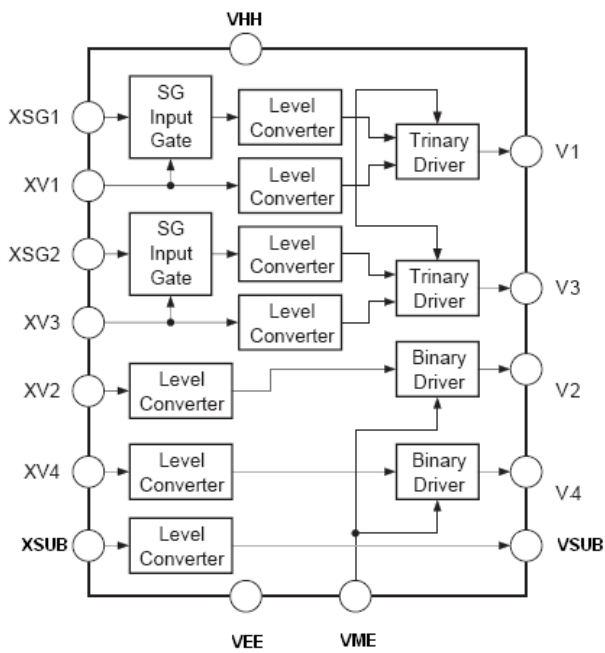 VHH
XSG1
SG
Input
Gate
Level
Converter
Trinary
Driver
V1
XV1
Level
Converter
XSG2
SG
Input
Gate
Level
Converter
Trinary
Driver
V3
XV3
Level
Converter
XV2
Level
Converter
Binary
Driver
V2
XV4
Level
Converter
Binary
Driver
V4
XSUB
Level
Converter
VSUB
VEE
VME